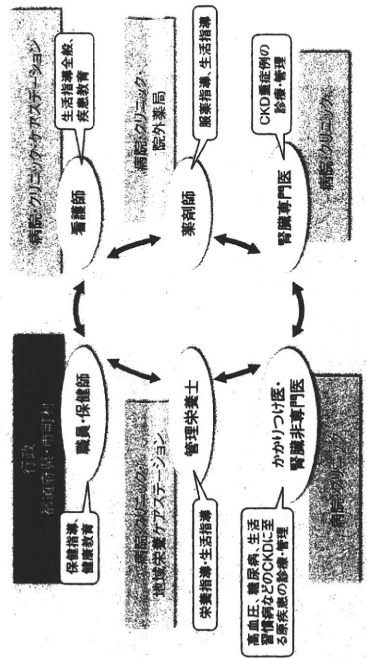 行政
都道府県・市町村
職員・保健師
保健指導、
健康教育
病院・クリニック・ケアステーション
看護師
生活指導全般、
疾患教育
病院・クリニック・
地域栄養ケアステーション
管理栄養士
栄養指導・生活指導
病院・クリニック・
院外薬局
薬剤師
服薬指導、生活指導
病院・クリニック
かかりつけ医・
腎臓非専門医
高血圧、糖尿病、生活
習慣病などのCKDに至
る原疾患の診療・管理
病院・クリニック
腎臓専門医
CKD重症例の
診療・管理